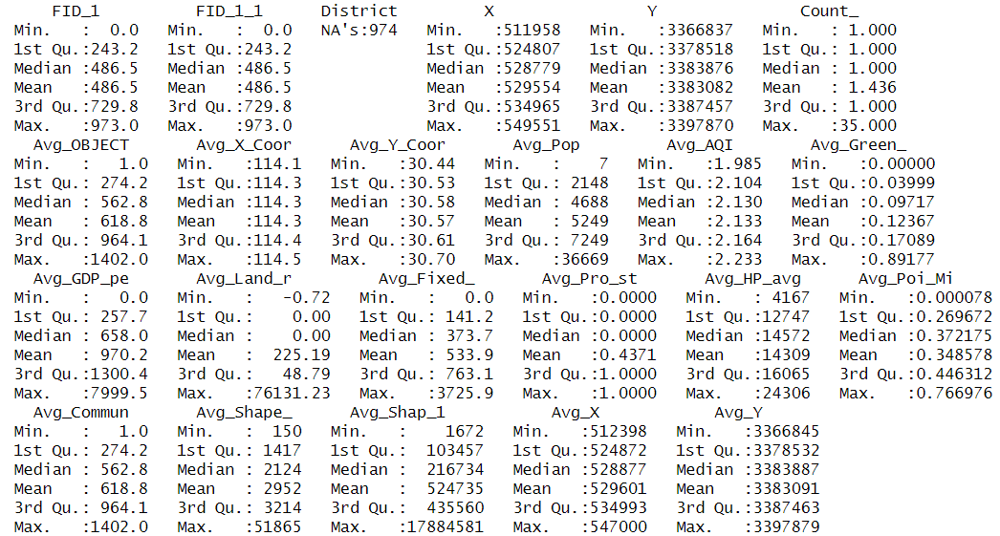 FID_1 FID_1_1 District X Y Count_
Min. : 0.0 Min. : 0.0 NA's:974 Min. :511958 Min. :3366837 Min. : 1.000
1st Qu.:243.2 1st Qu.:243.2 1st Qu.:524807 1st Qu.:3378518 1st Qu.: 1.000
Median :486.5 Median :486.5 Median :528779 Median :3383876 Median : 1.000
Mean :486.5 Mean :486.5 Mean :529554 Mean :3383082 Mean : 1.436
3rd Qu.:729.8 3rd Qu.:729.8 3rd Qu.:534965 3rd Qu.:3387457 3rd Qu.: 1.000
Max. :973.0 Max. :973.0 Max. :549551 Max. :3397870 Max. :35.000
Avg_OBJECT Avg_X_Coor Avg_Y_Coor Avg_Pop Avg_AQI Avg_Green_
Min. : 1.0 Min. :114.1 Min. :30.44 Min. : 7 Min. :1.985 Min. :0.00000
1st Qu.: 274.2 1st Qu.:114.3 1st Qu.:30.53 1st Qu.: 2148 1st Qu.:2.104 1st Qu.:0.03999
Median : 562.8 Median :114.3 Median :30.58 Median : 4688 Median :2.130 Median :0.09717
Mean : 618.8 Mean :114.3 Mean :30.57 Mean : 5249 Mean :2.133 Mean :0.12367
3rd Qu.: 964.1 3rd Qu.:114.4 3rd Qu.:30.61 3rd Qu.: 7249 3rd Qu.:2.164 3rd Qu.:0.17089
Max. :1402.0 Max. :114.5 Max. :30.70 Max. :36669 Max. :2.233 Max. :0.89177
Avg_GDP_pe Avg_Land_r Avg_Fixed_ Avg_Pro_st Avg_HP_avg Avg_Poi_Mi
Min. : 0.0 Min. : -0.72 Min. : 0.0 Min. :0.0000 Min. : 4167 Min. :0.000078
1st Qu.: 257.7 1st Qu.: 0.00 1st Qu.: 141.2 1st Qu.:0.0000 1st Qu.:12747 1st Qu.:0.269672
Median : 658.0 Median : 0.00 Median : 373.7 Median :0.0000 Median :14572 Median :0.372175
Mean : 970.2 Mean : 225.19 Mean : 533.9 Mean :0.4371 Mean :14309 Mean :0.348578
3rd Qu.:1300.4 3rd Qu.: 48.79 3rd Qu.: 763.1 3rd Qu.:1.0000 3rd Qu.:16065 3rd Qu.:0.446312
Max. :7999.5 Max. :76131.23 Max. :3725.9 Max. :1.0000 Max. :24306 Max. :0.766976
Avg_Commun Avg_Shape_ Avg_Shap_1 Avg_X Avg_Y
Min. : 1.0 Min. : 150 Min. : 1672 Min. :512398 Min. :3366845
1st Qu.: 274.2 1st Qu.: 1417 1st Qu.: 103457 1st Qu.:524872 1st Qu.:3378532
Median : 562.8 Median : 2124 Median : 216734 Median :528877 Median :3383887
Mean : 618.8 Mean : 2952 Mean : 524735 Mean :529601 Mean :3383091
3rd Qu.: 964.1 3rd Qu.: 3214 3rd Qu.: 435560 3rd Qu.:534993 3rd Qu.:3387463
Max. :1402.0 Max. :51865 Max. :17884581 Max. :547000 Max. :3397879